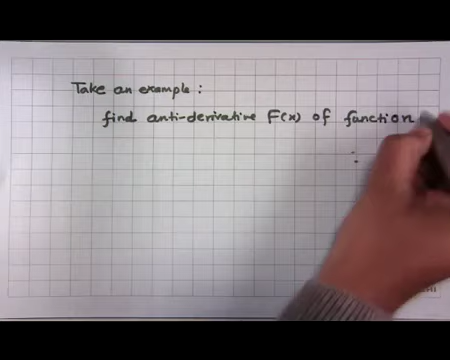 Take an example :
find anti-derivative F(x) of function
: